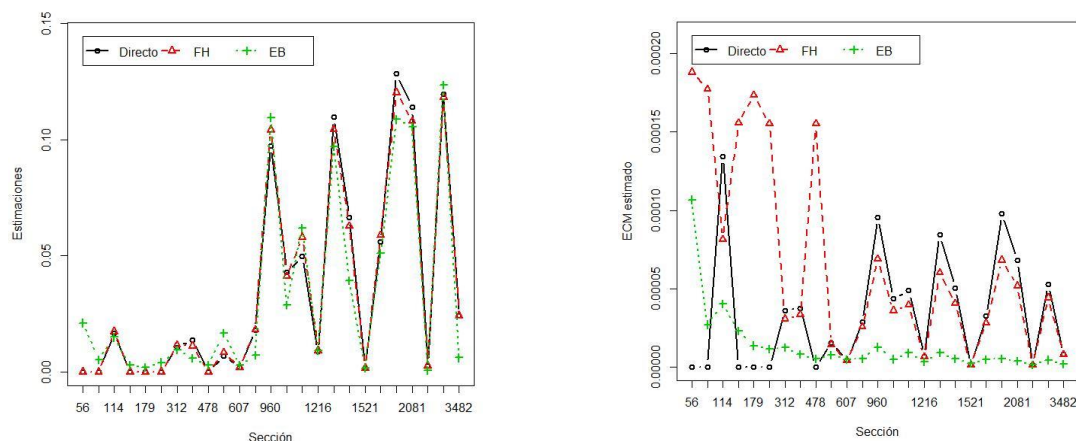 0.15
0.10
0.05
0.00
Estimaciones
Directo FH EB
56 114 179 312 478 607 960 1216 1521 2081 3482
Sección
0.00020
0.00015
0.00010
0.00005
0.00000
ECM estimado
Directo FH EB
56 114 179 312 478 607 960 1216 1521 2081 3482
Sección